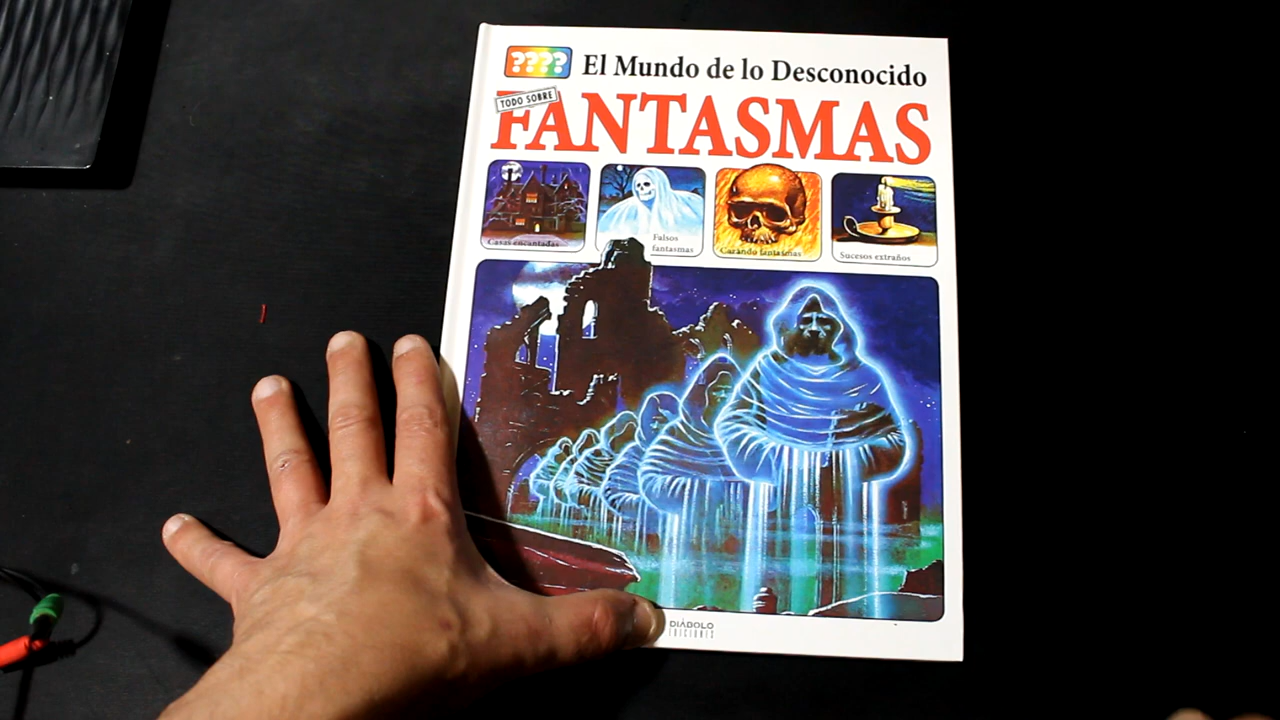 ????
El Mundo de lo Desconocido
TODO SOBRE
FANTASMAS
Casas encantadas
Falsos
fantasmas
Cazando fantasmas
Sucesos extraños
DIÁBOLO
EDICIONES